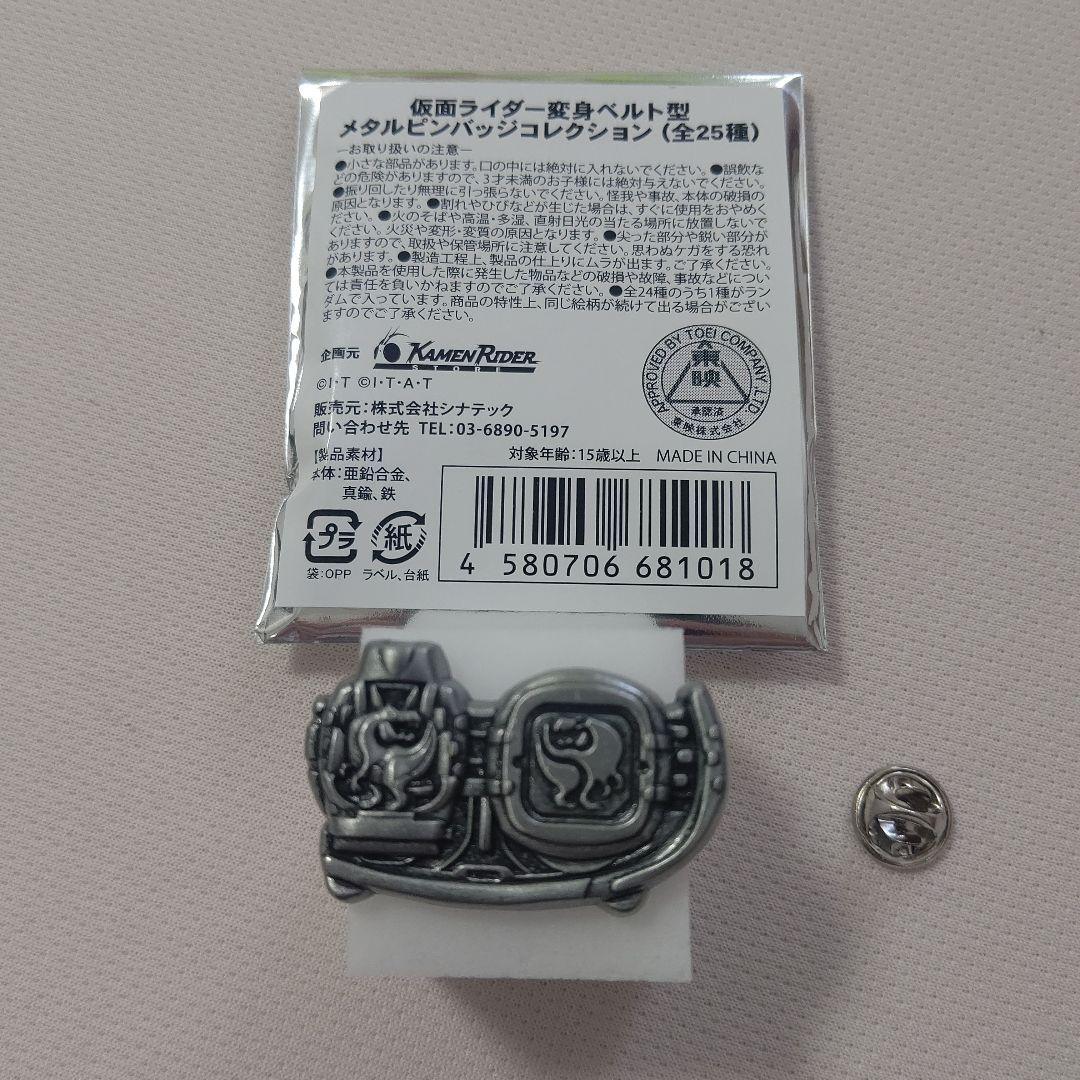 仮面ライダー変身ベルト型
メタルピンバッジコレクション（全25種）
―お取り扱いの注意―
●小さな部品があります。口の中には絶対に入れないでください。●誤飲な
どの危険がありますので、3才未満のお子様には絶対与えないでください。
●振り回したり無理に引っ張らないでください。怪我や事故、本体の破損の
原因となります。●割れやひびなどが生じた場合は、すぐに使用をおやめく
ださい。●火のそばや高温・多湿、直射日光の当たる場所に放置しないで
ください。火災や変形・変質の原因となります。●尖った部分や鋭い部分が
ありますので、取扱や保管場所に注意してください。思わぬケガをする恐れ
があります。●製造工程上、製品の仕上りにムラが出ます。ご了承ください。
●本製品を使用した際に発生した物品などの破損や故障、事故などについ
ては責任を負いかねますのでご了承ください。●全24種のうち1種がラン
ダムで入っています。商品の特性上、同じ絵柄が続けて出る場合がござい
ますのでご了承ください。
企画元 KAMEN RIDER
STORE
©I･T ©I･T･A･T
APPROVED BY TOEI COMPANY, LTD
東映
承認済
東映株式会社
販売元：株式会社シナテック
問い合わせ先 TEL：03-6890-5197
【製品素材】
本体：亜鉛合金、
真鍮、鉄
対象年齢：15歳以上 MADE IN CHINA
プラ 紙
袋：OPP ラベル、台紙
4 580706 681018